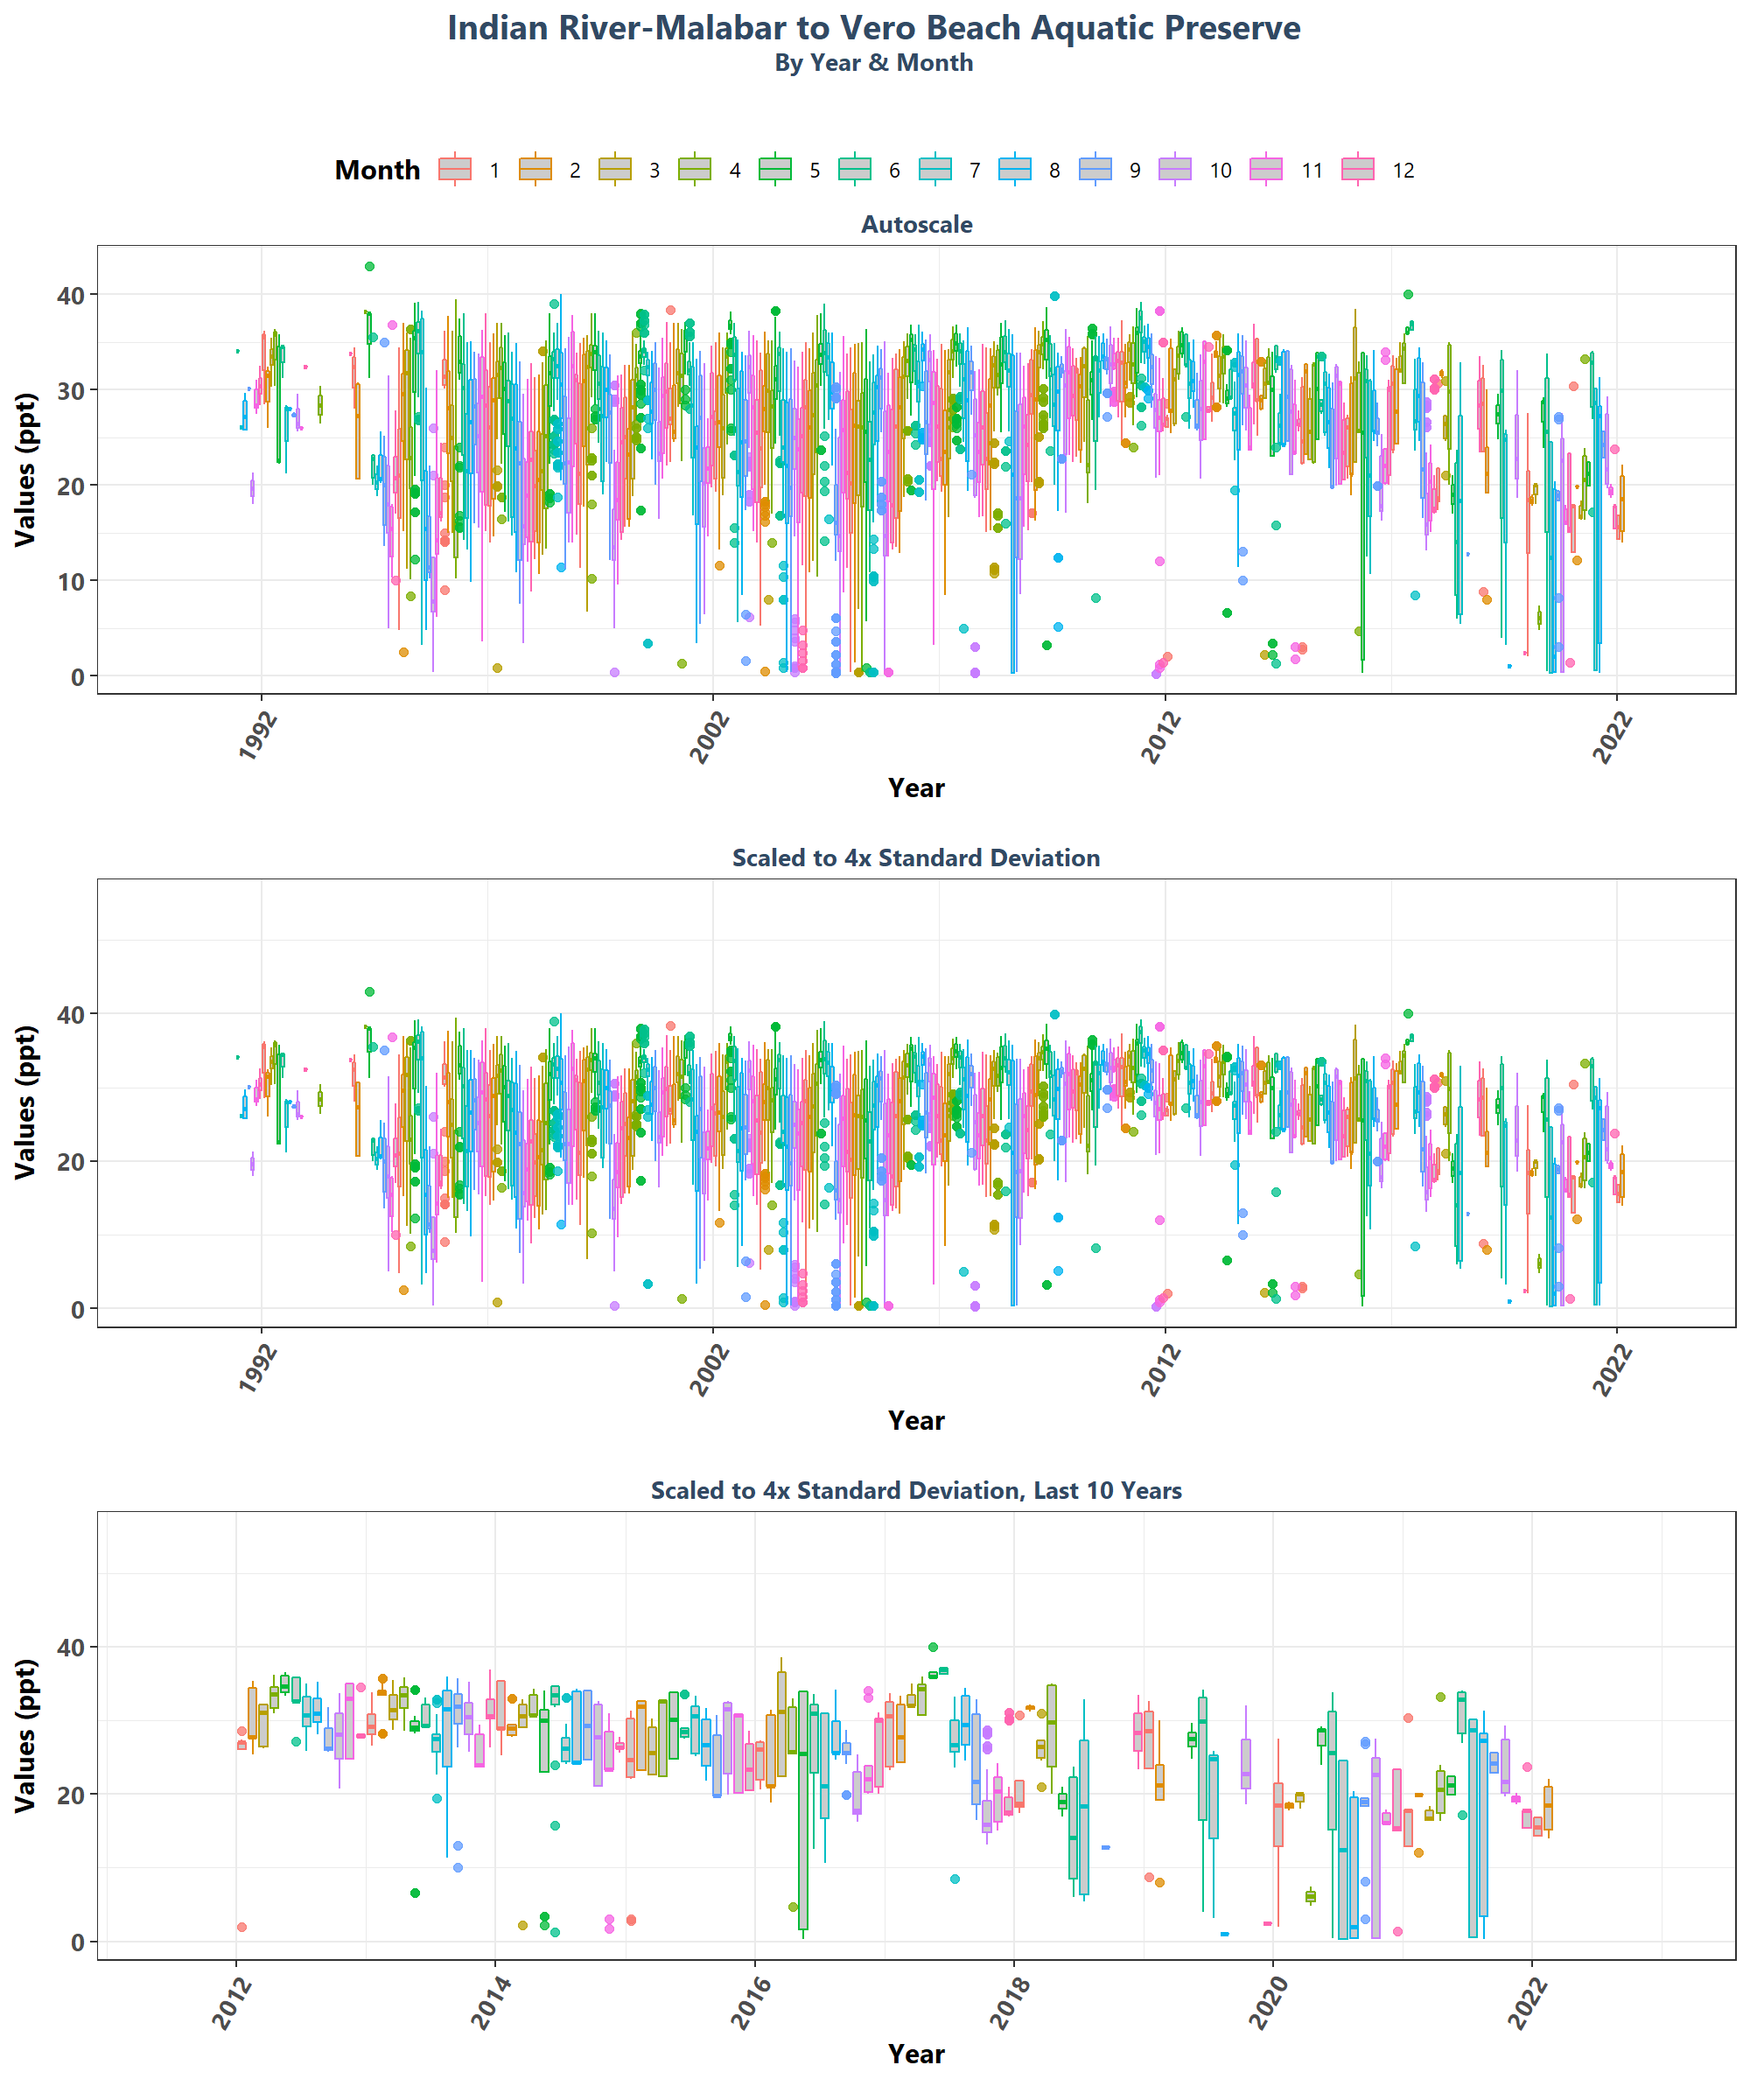 Indian River-Malabar to Vero Beach Aquatic Preserve
By Year & Month
Month 1 2 3 4 5 6 7 8 9 10 11 12
Autoscale
Values (ppt)
40
30
20
10
0
1992 2002 2012 2022
Year
Scaled to 4x Standard Deviation
Values (ppt)
40
20
0
1992 2002 2012 2022
Year
Scaled to 4x Standard Deviation, Last 10 Years
Values (ppt)
40
20
0
2012 2014 2016 2018 2020 2022
Year